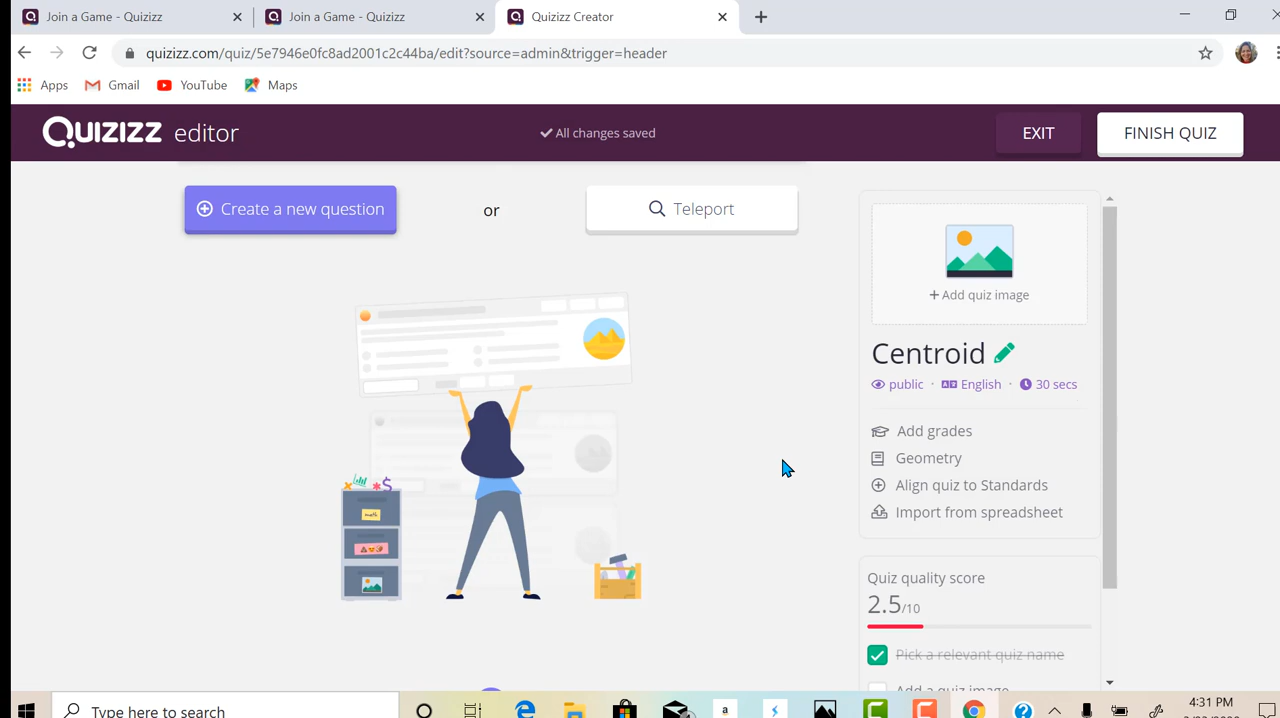 Join a Game - Quizizz
Join a Game - Quizizz
Quizizz Creator
quizizz.com/quiz/5e7946e0fc8ad2001c2c44ba/edit?source=admin&trigger=header
Apps
Gmail
YouTube
Maps
QUIZIZZ editor
All changes saved
EXIT
FINISH QUIZ
Create a new question
or
Teleport
+ Add quiz image
Centroid
public · English · 30 secs
Add grades
Geometry
Align quiz to Standards
Import from spreadsheet
math
Quiz quality score
2.5/10
Pick a relevant quiz name
Add a quiz image
Type here to search
4:31 PM